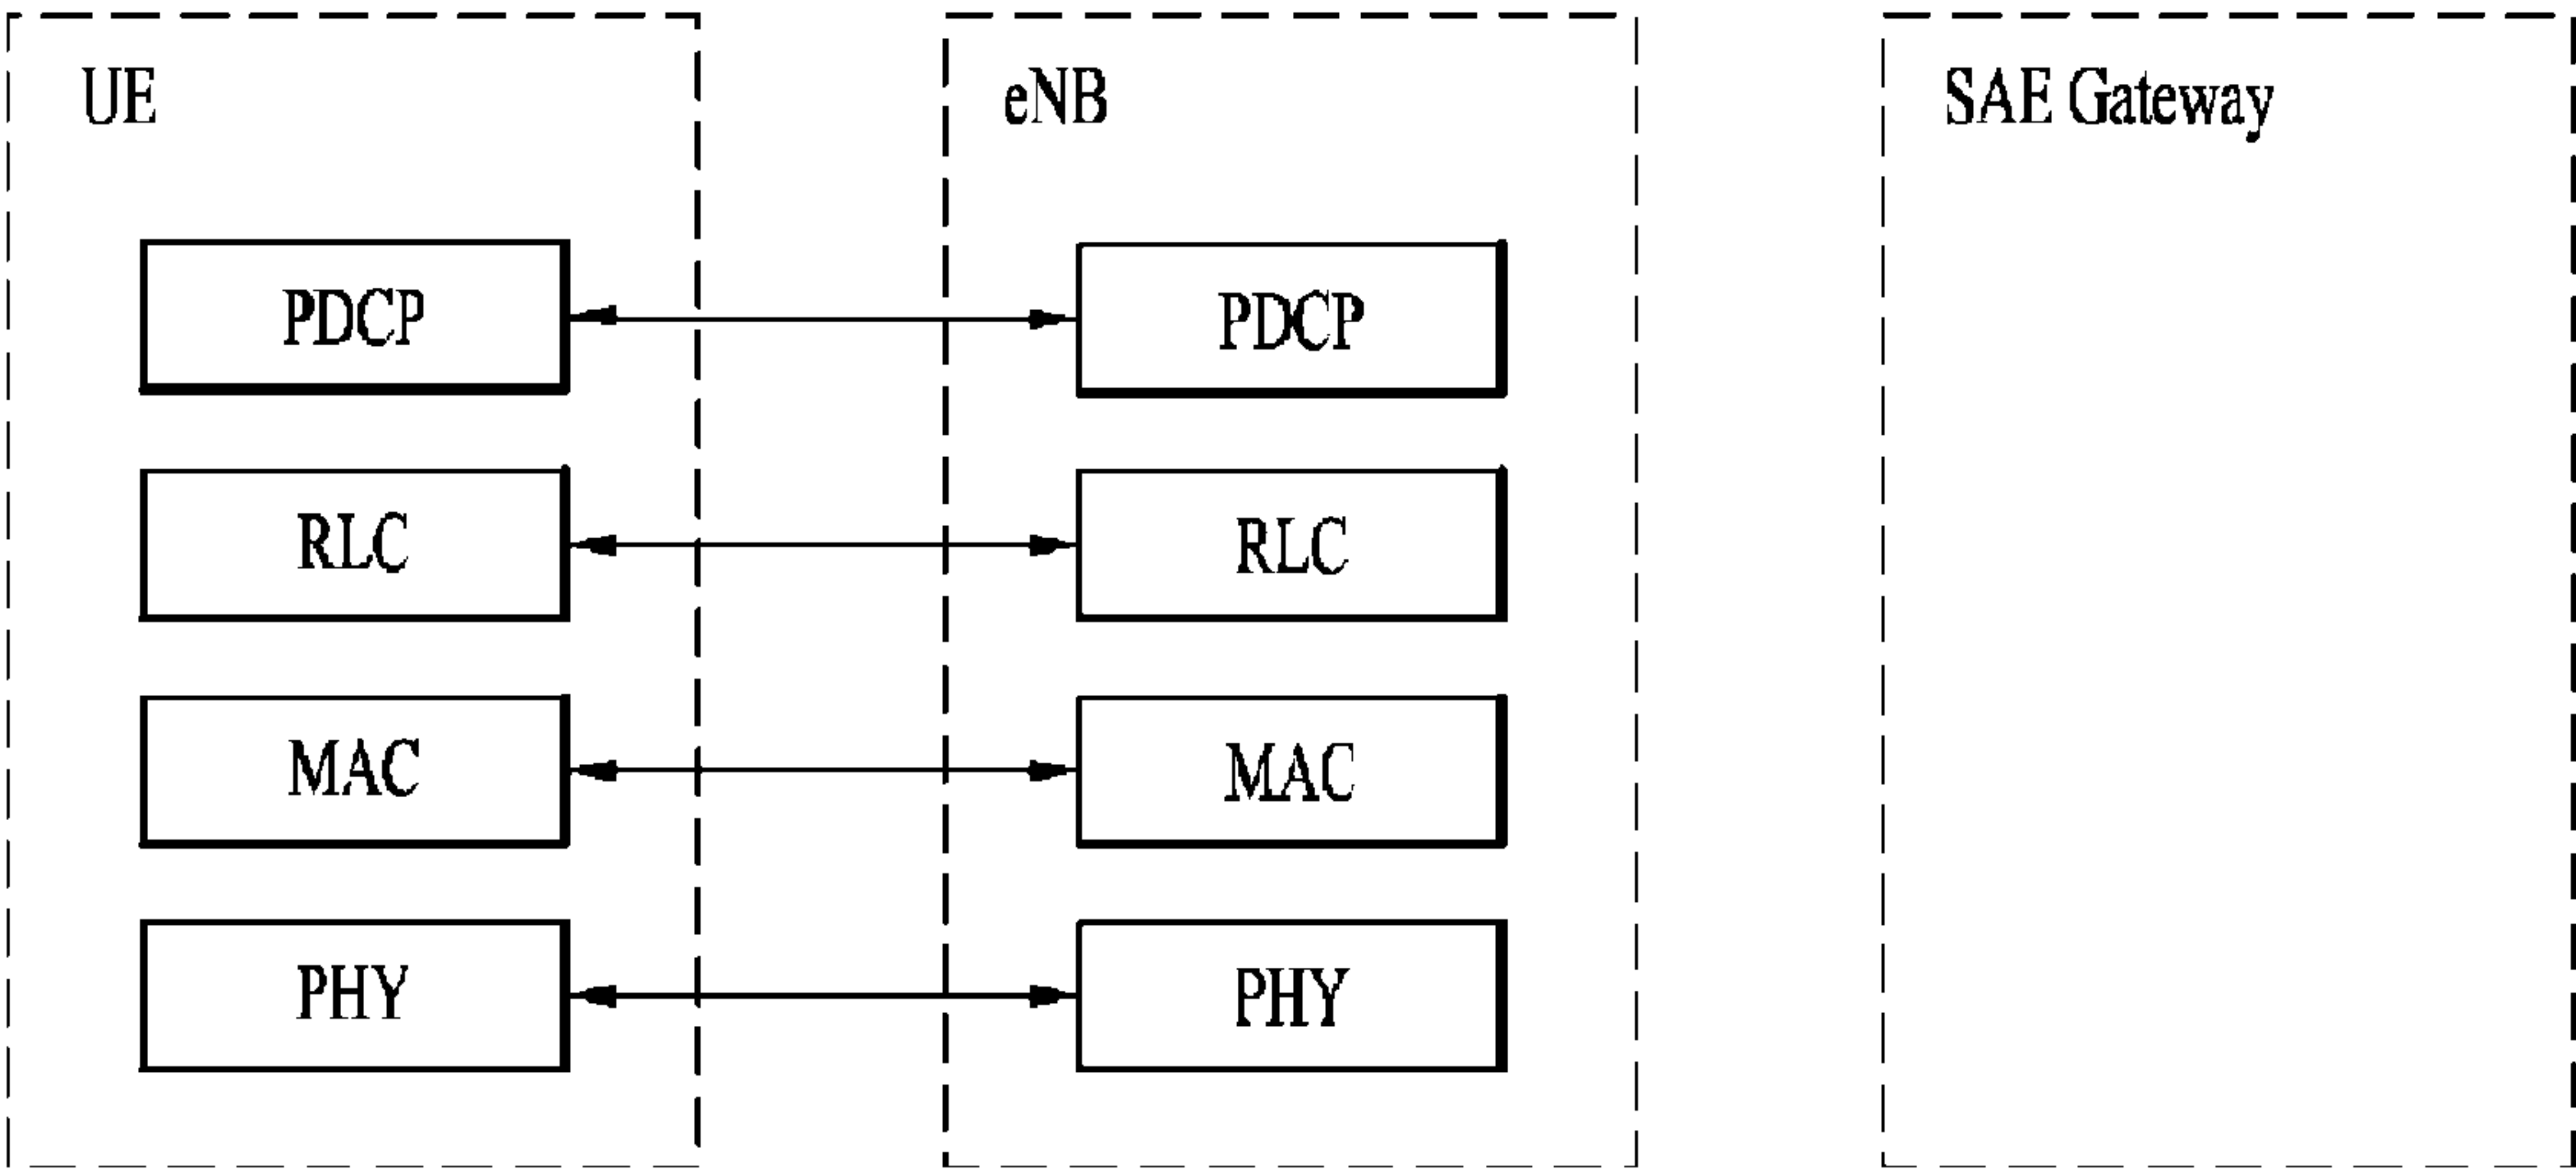 UE
eNB
SAE Gateway
PDCP
PDCP
RLC
RLC
MAC
MAC
PHY
PHY